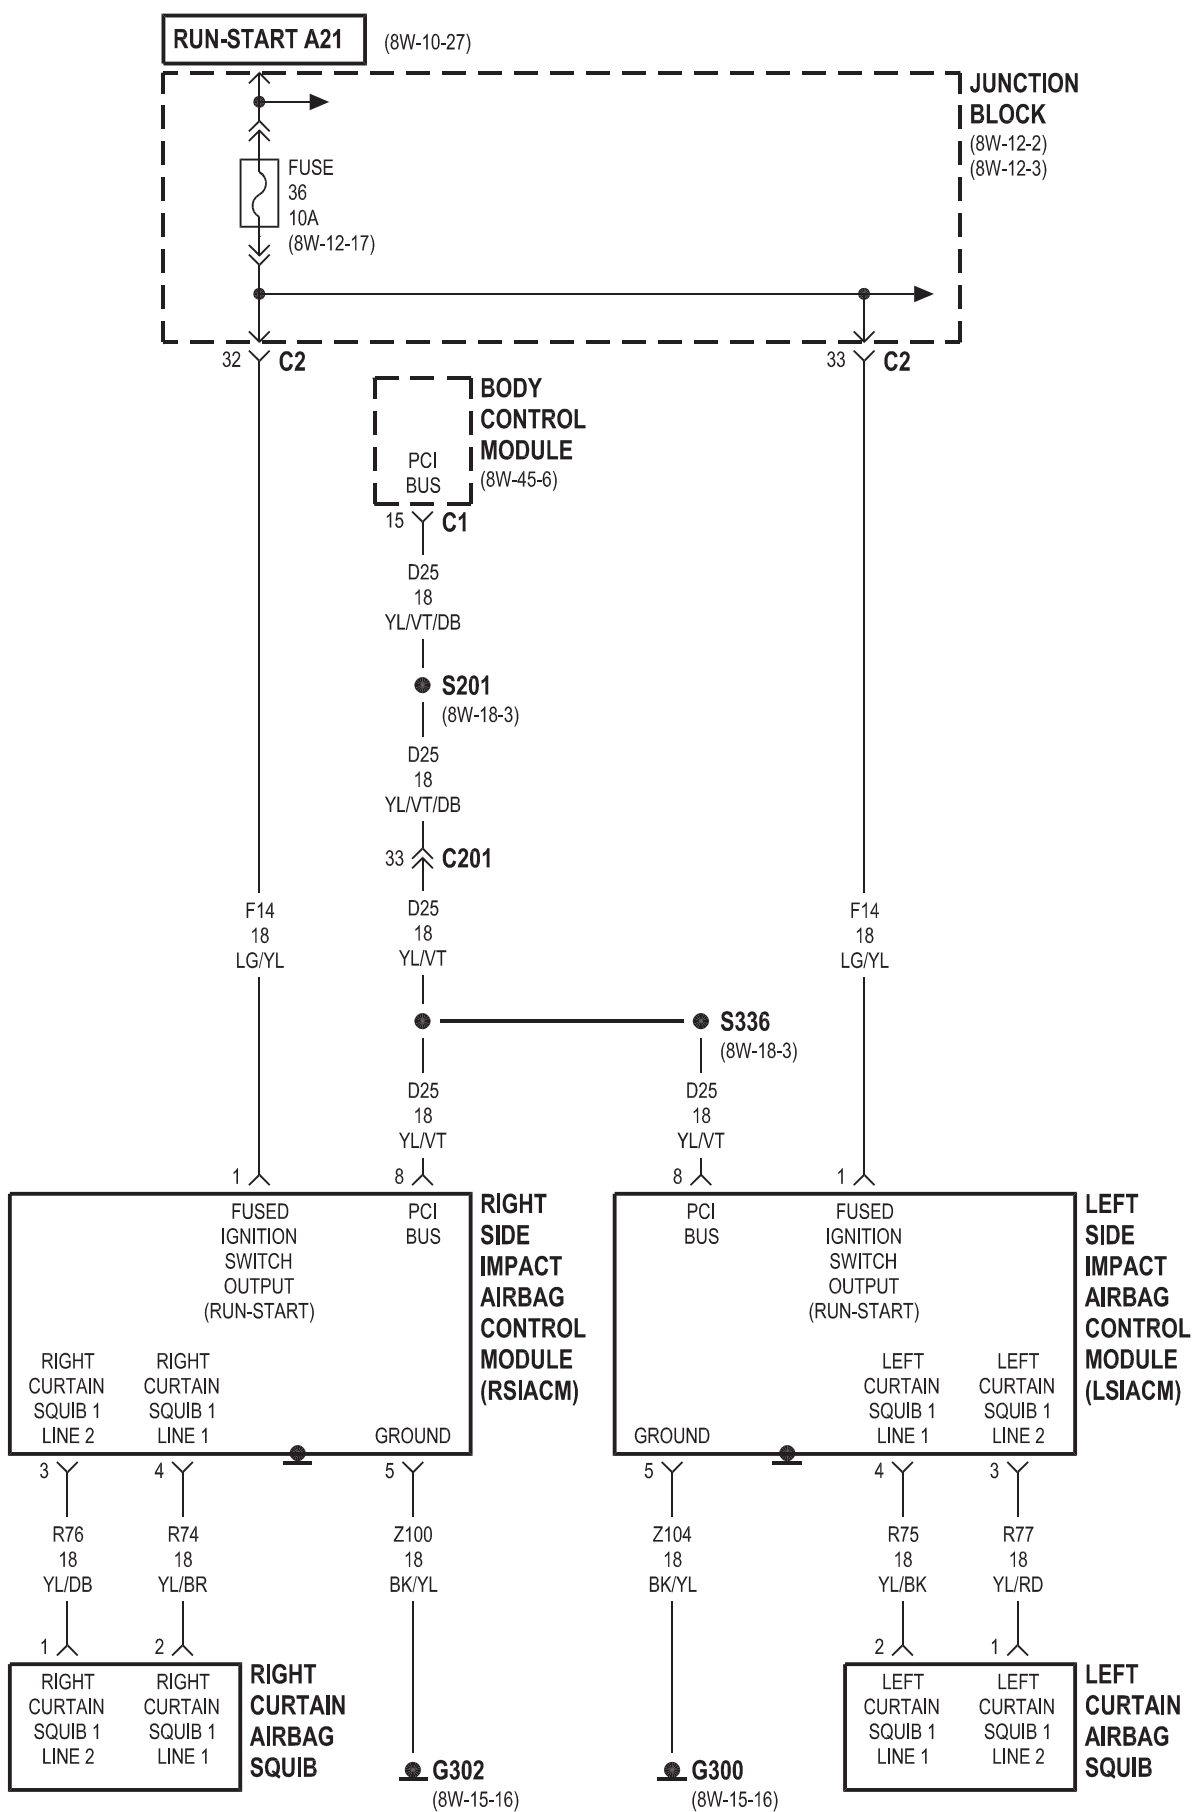 RUN-START A21
(8W-10-27)
JUNCTION
BLOCK
(8W-12-2)
(8W-12-3)
FUSE
36
10A
(8W-12-17)
32
C2
33
C2
BODY
CONTROL
MODULE
(8W-45-6)
PCI
BUS
15
C1
D25
18
YL/VT/DB
S201
(8W-18-3)
D25
18
YL/VT/DB
33
C201
F14
18
LG/YL
D25
18
YL/VT
F14
18
LG/YL
S336
(8W-18-3)
D25
18
YL/VT
D25
18
YL/VT
1
8
8
1
FUSED
IGNITION
SWITCH
OUTPUT
(RUN-START)
PCI
BUS
RIGHT
SIDE
IMPACT
AIRBAG
CONTROL
MODULE
(RSIACM)
RIGHT
CURTAIN
SQUIB 1
LINE 2
RIGHT
CURTAIN
SQUIB 1
LINE 1
GROUND
PCI
BUS
FUSED
IGNITION
SWITCH
OUTPUT
(RUN-START)
LEFT
SIDE
IMPACT
AIRBAG
CONTROL
MODULE
(LSIACM)
GROUND
LEFT
CURTAIN
SQUIB 1
LINE 1
LEFT
CURTAIN
SQUIB 1
LINE 2
3
4
5
5
4
3
R76
18
YL/DB
R74
18
YL/BR
Z100
18
BK/YL
Z104
18
BK/YL
R75
18
YL/BK
R77
18
YL/RD
1
2
2
1
RIGHT
CURTAIN
SQUIB 1
LINE 2
RIGHT
CURTAIN
SQUIB 1
LINE 1
RIGHT
CURTAIN
AIRBAG
SQUIB
G302
(8W-15-16)
G300
(8W-15-16)
LEFT
CURTAIN
SQUIB 1
LINE 1
LEFT
CURTAIN
SQUIB 1
LINE 2
LEFT
CURTAIN
AIRBAG
SQUIB